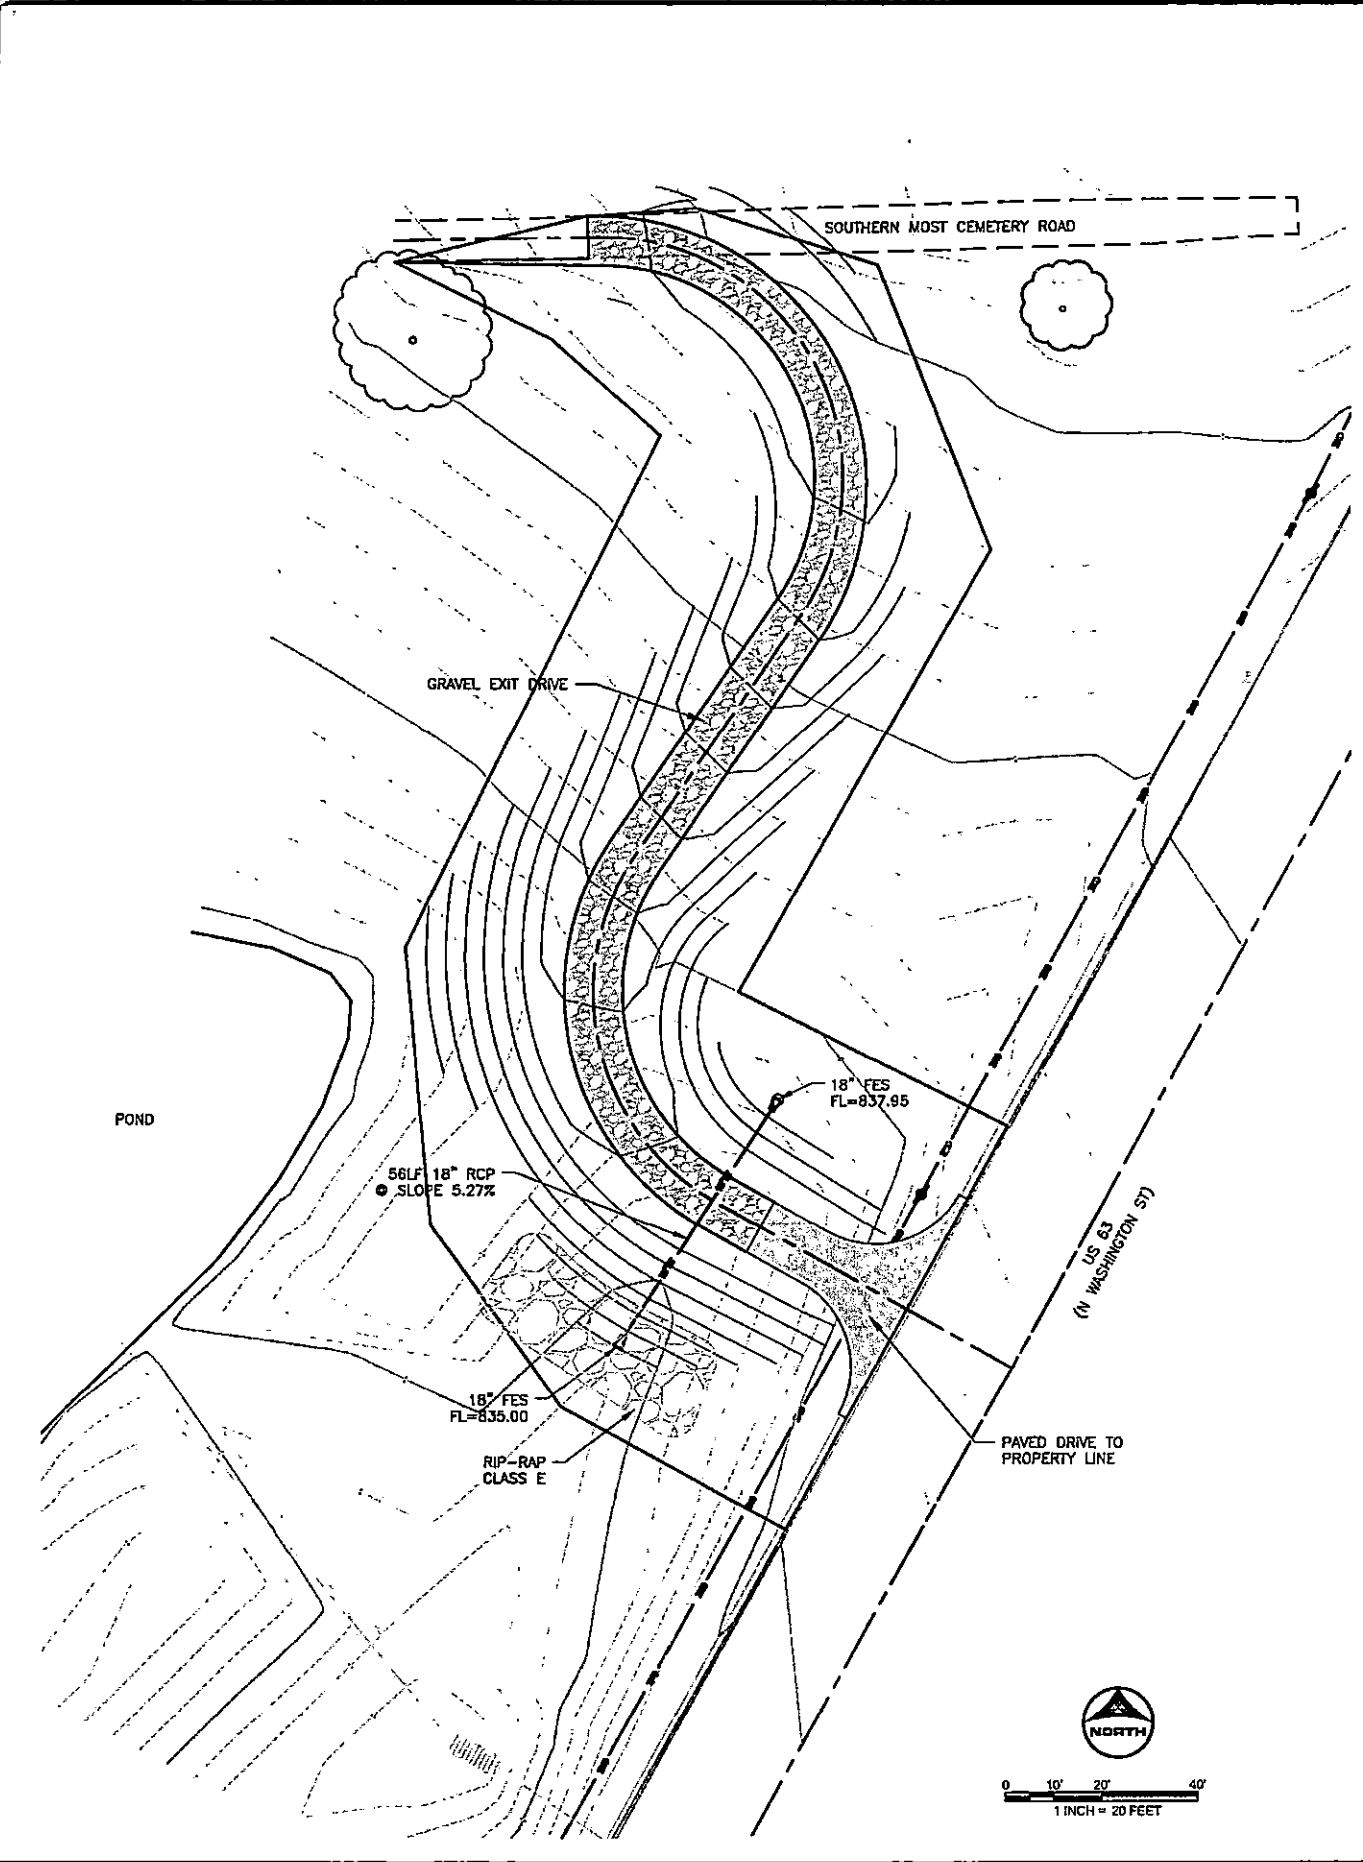 SOUTHERN MOST CEMETERY ROAD
GRAVEL EXIT DRIVE
18" FES
FL=837.95
POND
56LF 18" RCP
@ SLOPE 5.27%
US 63
(N WASHINGTON ST)
18" FES
FL=835.00
RIP-RAP
CLASS E
PAVED DRIVE TO
PROPERTY LINE
NORTH
0 10' 20' 40'
1 INCH = 20 FEET